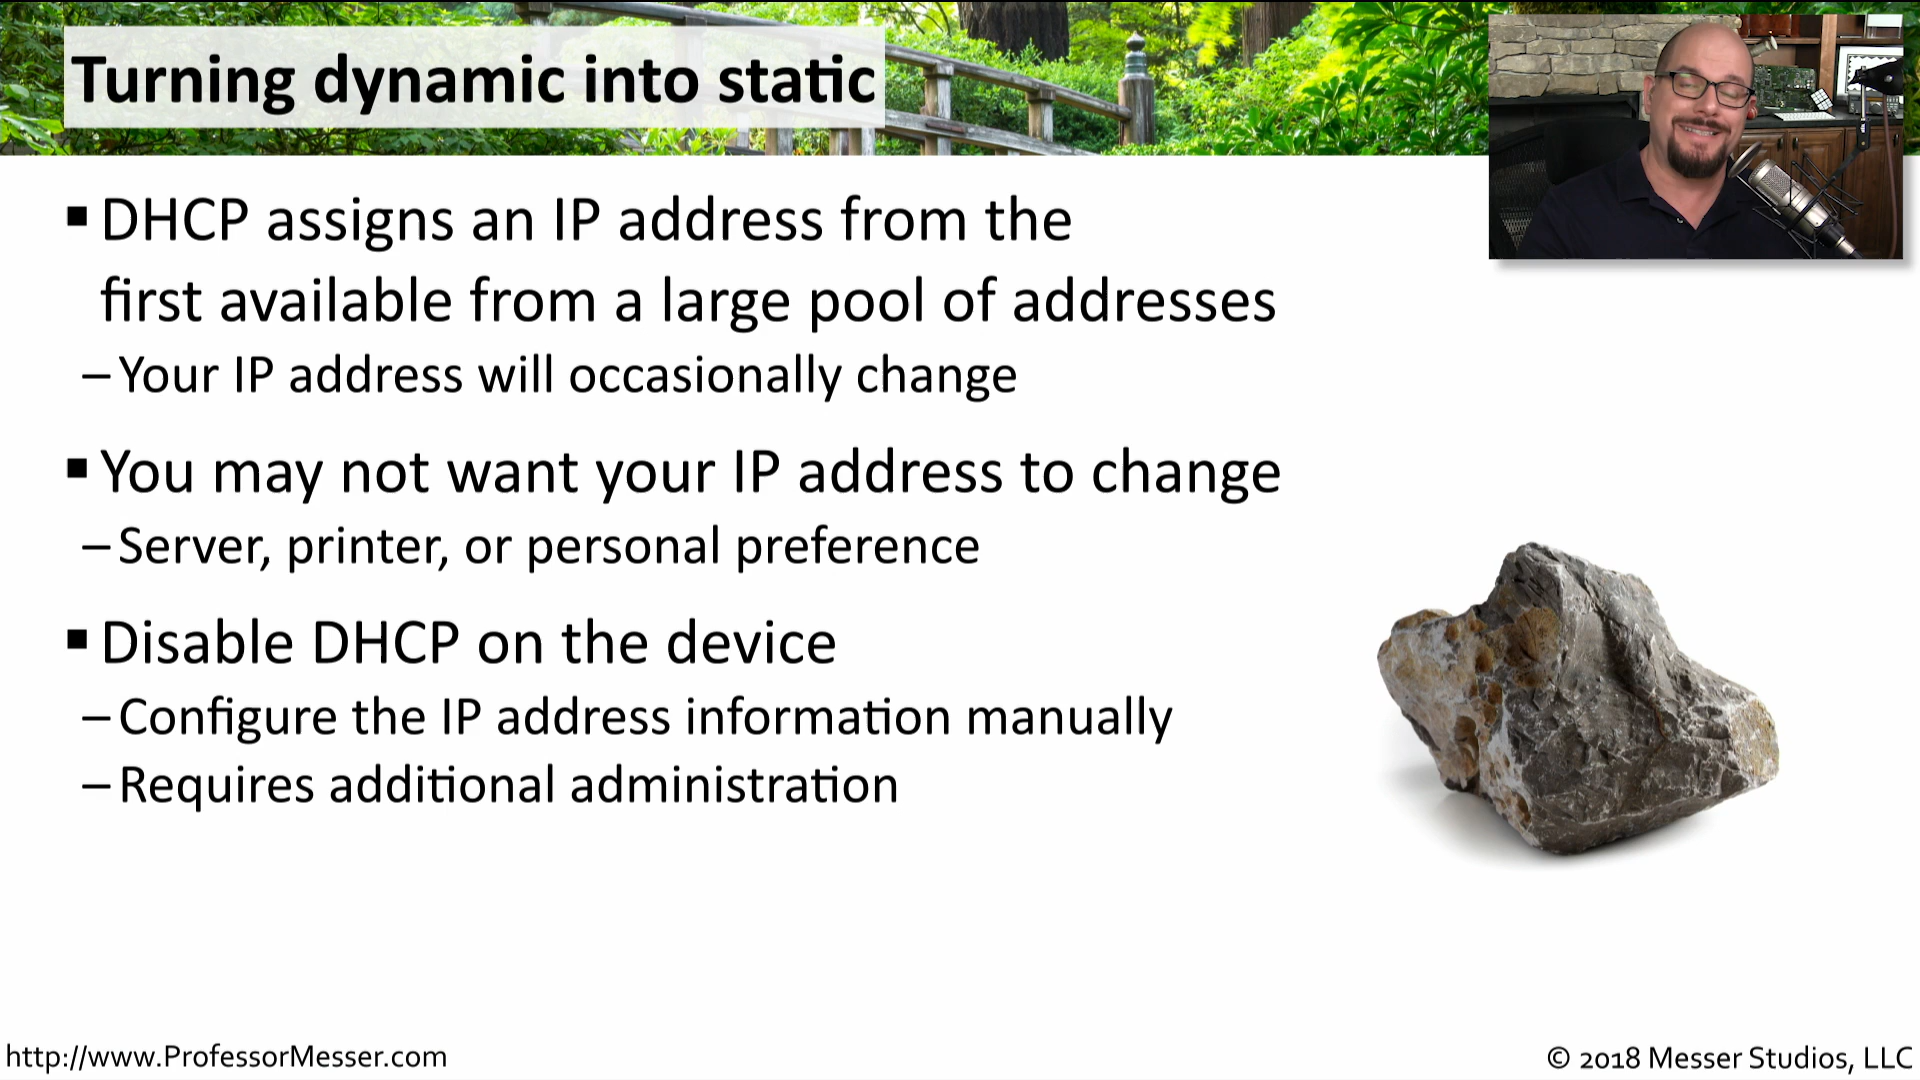 Turning dynamic into static
▪ DHCP assigns an IP address from the
first available from a large pool of addresses
– Your IP address will occasionally change
▪ You may not want your IP address to change
– Server, printer, or personal preference
▪ Disable DHCP on the device
– Configure the IP address information manually
– Requires additional administration
http://www.ProfessorMesser.com
© 2018 Messer Studios, LLC